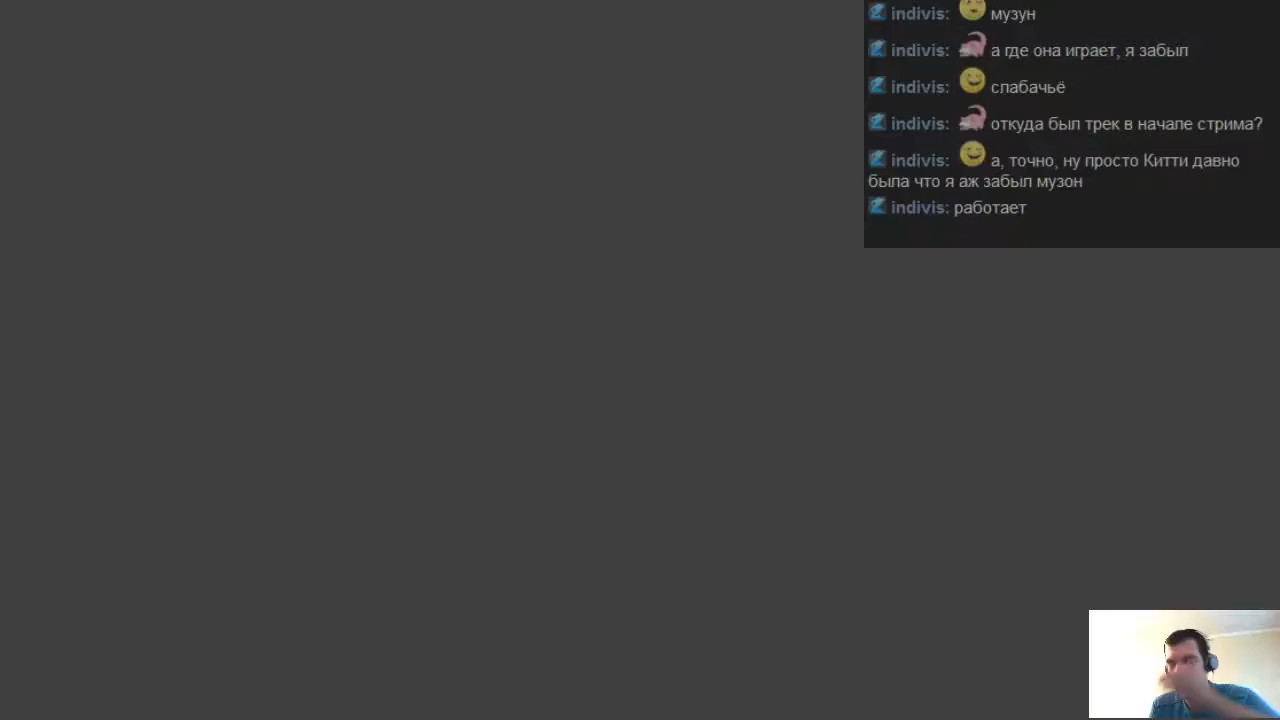 indivis: музун
indivis: а где она играет, я забыл
indivis: слабачьё
indivis: откуда был трек в начале стрима?
indivis: а, точно, ну просто Китти давно
была что я аж забыл музон
indivis: работает